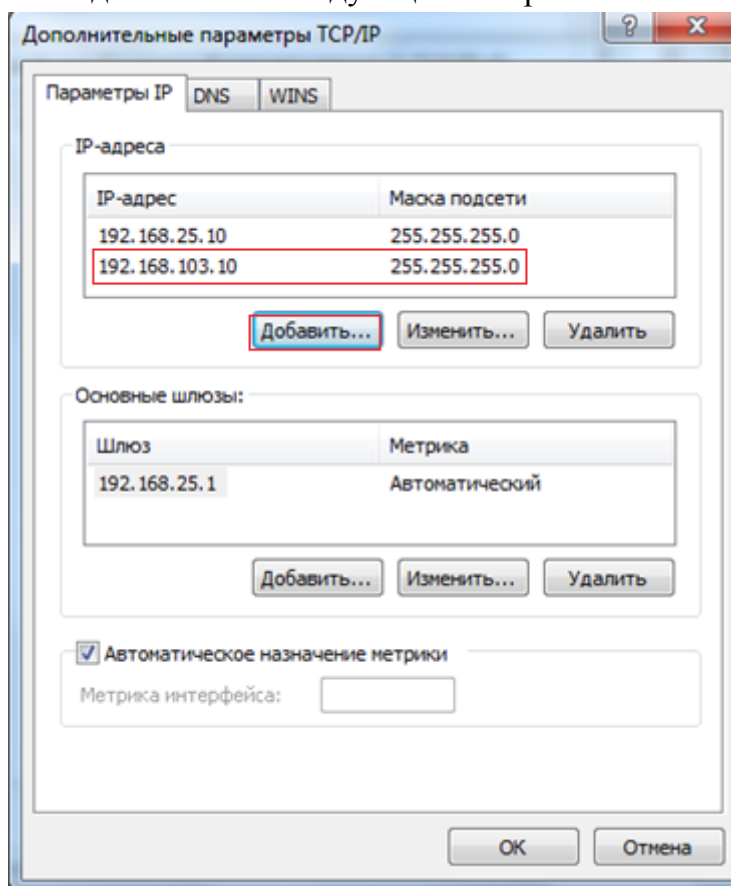 Дополнительные параметры TCP/IP
Параметры IP DNS WINS
IP-адреса
IP-адрес Маска подсети
192.168.25.10 255.255.255.0
192.168.103.10 255.255.255.0
Добавить... Изменить... Удалить
Основные шлюзы:
Шлюз Метрика
192.168.25.1 Автоматический
Добавить... Изменить... Удалить
Автоматическое назначение метрики
Метрика интерфейса:
ОК Отмена